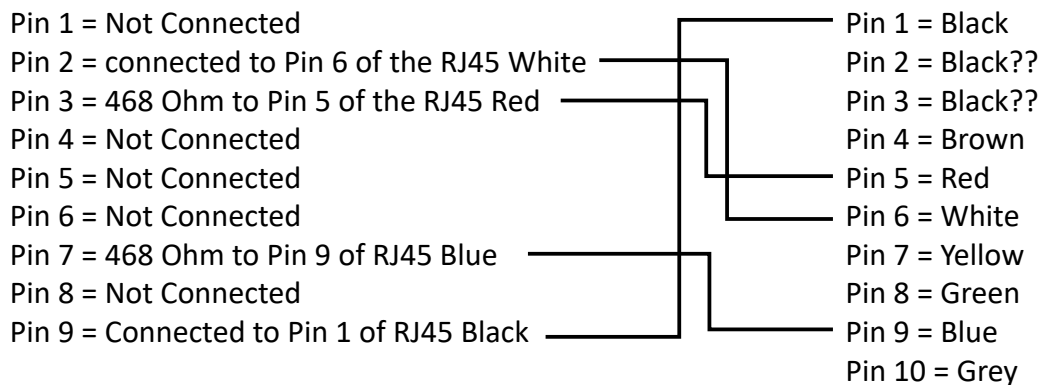 Pin 1 = Not Connected
Pin 2 = connected to Pin 6 of the RJ45 White
Pin 3 = 468 Ohm to Pin 5 of the RJ45 Red
Pin 4 = Not Connected
Pin 5 = Not Connected
Pin 6 = Not Connected
Pin 7 = 468 Ohm to Pin 9 of RJ45 Blue
Pin 8 = Not Connected
Pin 9 = Connected to Pin 1 of RJ45 Black
Pin 1 = Black
Pin 2 = Black??
Pin 3 = Black??
Pin 4 = Brown
Pin 5 = Red
Pin 6 = White
Pin 7 = Yellow
Pin 8 = Green
Pin 9 = Blue
Pin 10 = Grey